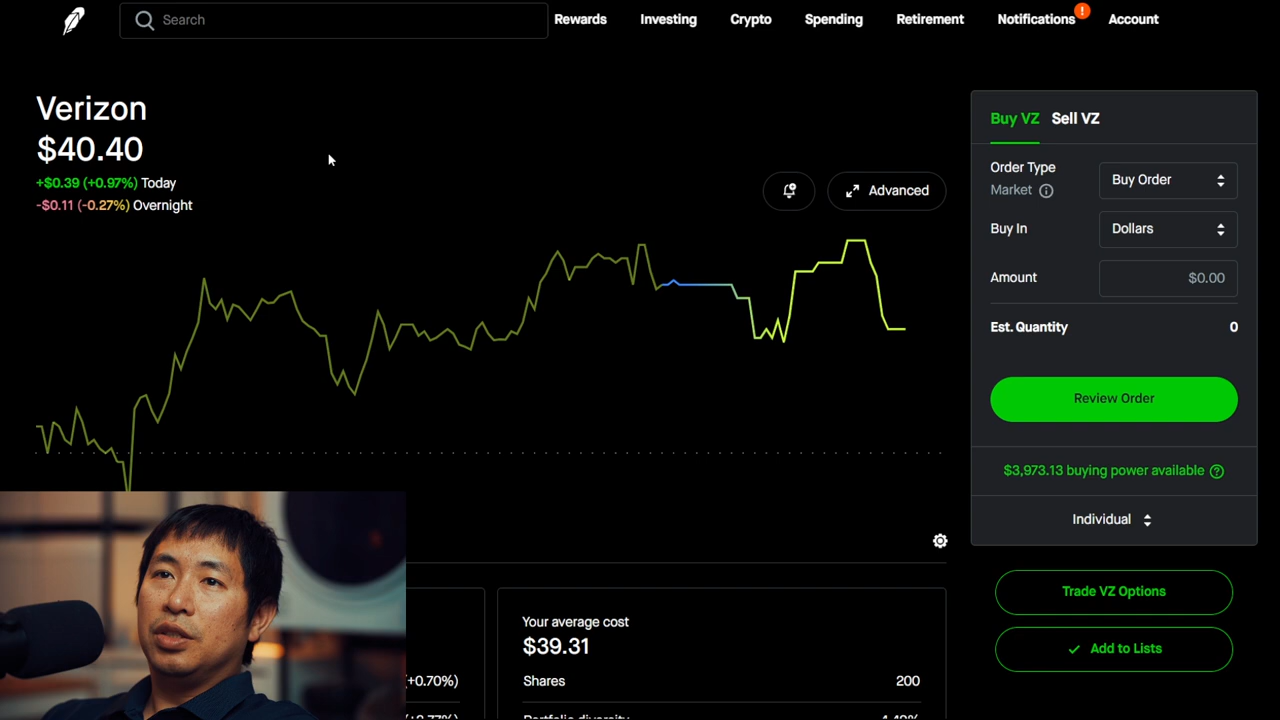 Search
Rewards
Investing
Crypto
Spending
Retirement
Notifications
!
Account
Verizon
$40.40
+$0.39 (+0.97%) Today
-$0.11 (-0.27%) Overnight
Advanced
Buy VZ
Sell VZ
Order Type
Market
Buy Order
Buy In
Dollars
Amount
$0.00
Est. Quantity
0
Review Order
$3,973.13 buying power available
Individual
Trade VZ Options
Add to Lists
(+0.70%)
Your average cost
$39.31
Shares
200
Portfolio diversity